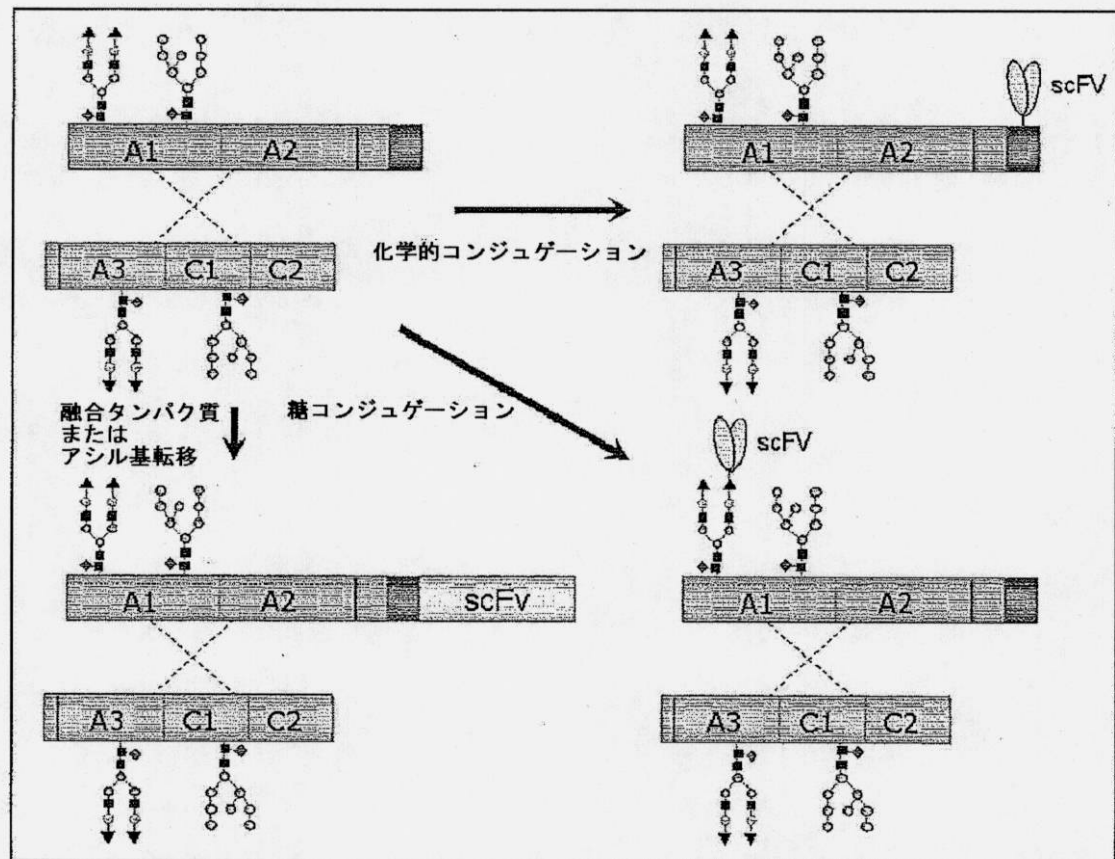 A1 A2
A3 C1 C2
scFV
A1 A2
A3 C1 C2
化学的コンジュゲーション
融合タンパク質
または
アシル基転移
糖コンジュゲーション
A1 A2 scFv
A3 C1 C2
scFV
A1 A2
A3 C1 C2